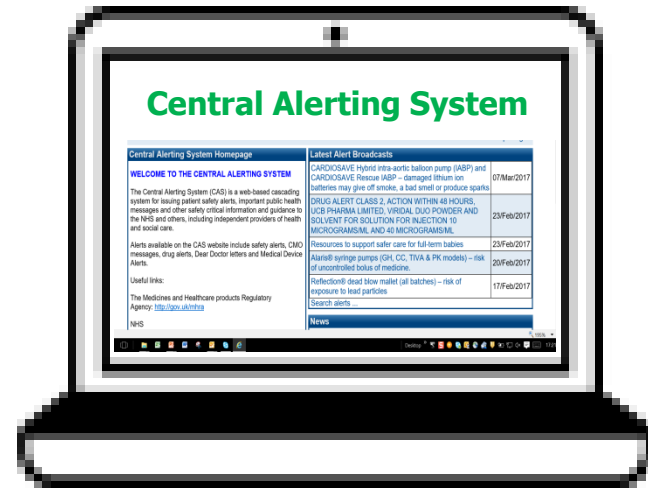 Central Alerting System
Central Alerting System Homepage
WELCOME TO THE CENTRAL ALERTING SYSTEM
The Central Alerting System (CAS) is a web-based cascading
system for issuing patient safety alerts, important public health
messages and other safety critical information and guidance to
the NHS and others, including independent providers of health
and social care.
Alerts available on the CAS website include safety alerts, CMO
messages, drug alerts, Dear Doctor letters and Medical Device
Alerts.
Useful links:
The Medicines and Healthcare products Regulatory
Agency: http://gov.uk/mhra
NHS
Latest Alert Broadcasts
CARDIOSAVE Hybrid intra-aortic balloon pump (IABP) and
CARDIOSAVE Rescue IABP – damaged lithium ion
batteries may give off smoke, a bad smell or produce sparks
07/Mar/2017
DRUG ALERT CLASS 2, ACTION WITHIN 48 HOURS,
UCB PHARMA LIMITED, VIRIDAL DUO POWDER AND
SOLVENT FOR SOLUTION FOR INJECTION 10
MICROGRAMS/ML AND 40 MICROGRAMS/ML
23/Feb/2017
Resources to support safer care for full-term babies
23/Feb/2017
Alaris® syringe pumps (GH, CC, TIVA & PK models) – risk
of uncontrolled bolus of medicine.
20/Feb/2017
Reflection® dead blow mallet (all batches) – risk of
exposure to lead particles
17/Feb/2017
Search alerts ...
News
Desktop